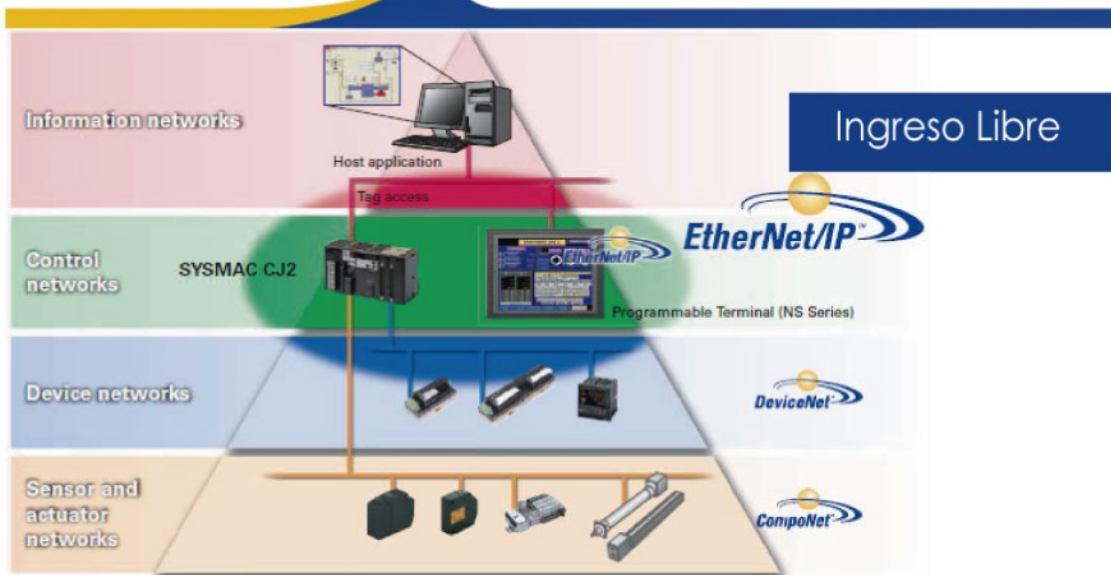 Information networks
Host application
Ingreso Libre
Tag access
Control
networks
SYSMAC CJ2
EtherNet/IP
EtherNet/IP™
Programmable Terminal (NS Series)
Device networks
DeviceNet
Sensor and
actuator
networks
CompoNet